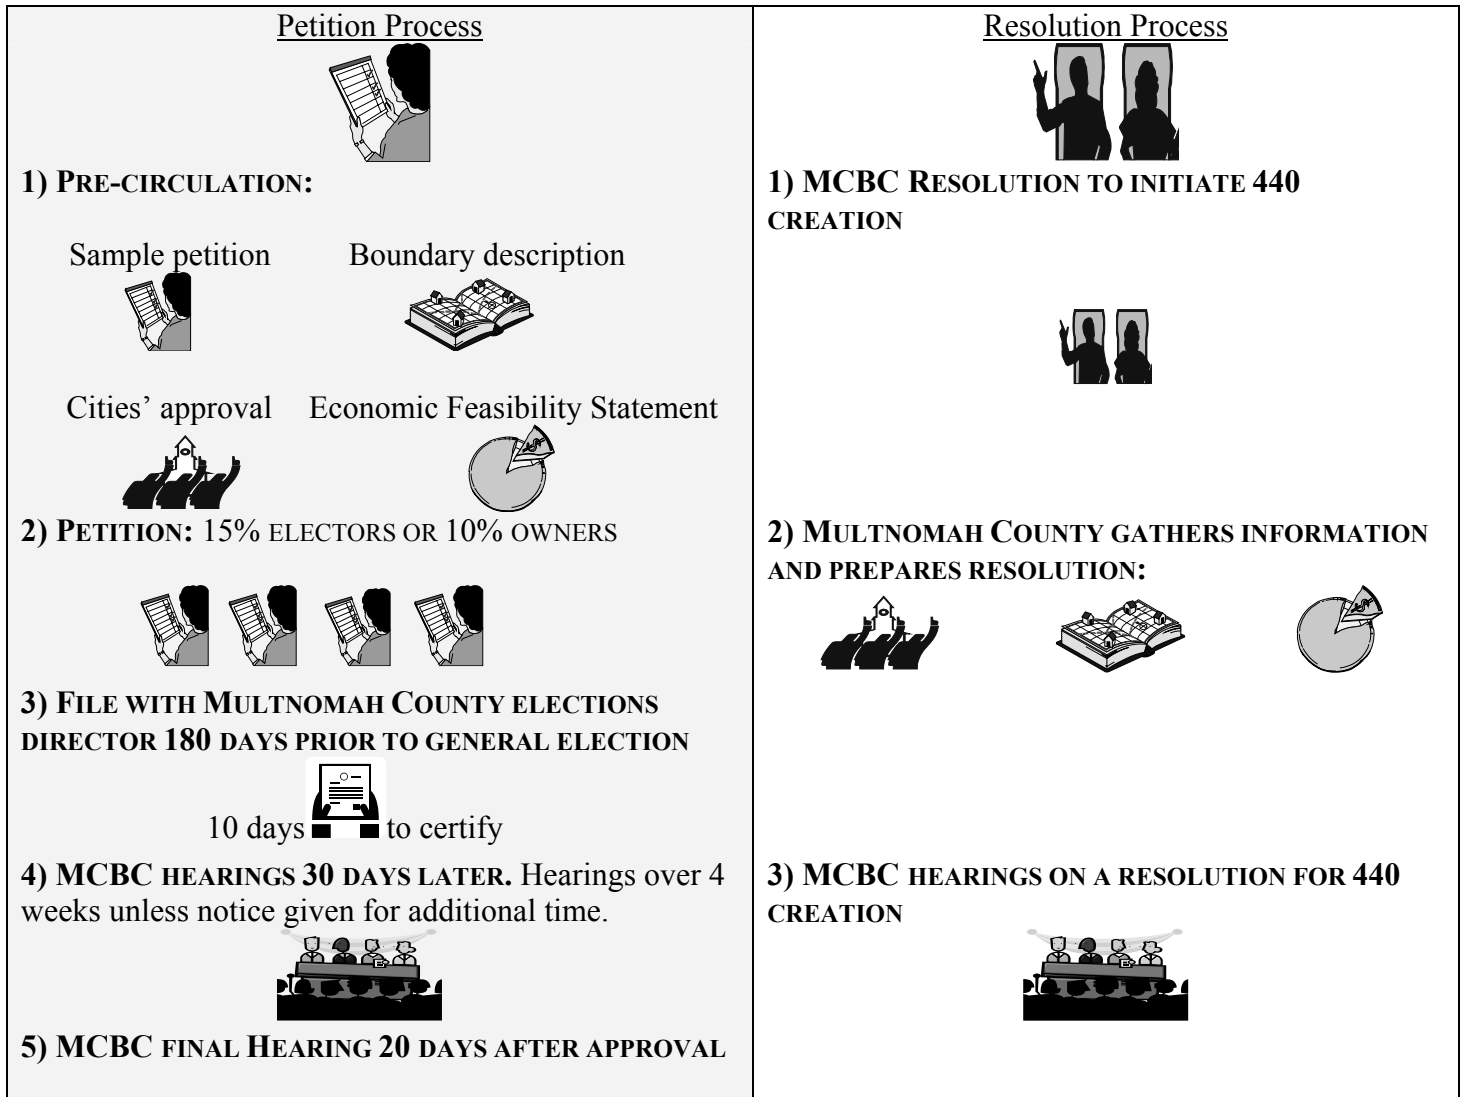 Petition Process
1) PRE-CIRCULATION:
Sample petition Boundary description
Cities’ approval Economic Feasibility Statement
2) PETITION: 15% ELECTORS OR 10% OWNERS
3) FILE WITH MULTNOMAH COUNTY ELECTIONS
DIRECTOR 180 DAYS PRIOR TO GENERAL ELECTION
10 days to certify
4) MCBC HEARINGS 30 DAYS LATER. Hearings over 4
weeks unless notice given for additional time.
5) MCBC FINAL HEARING 20 DAYS AFTER APPROVAL
Resolution Process
1) MCBC RESOLUTION TO INITIATE 440
CREATION
2) MULTNOMAH COUNTY GATHERS INFORMATION
AND PREPARES RESOLUTION:
3) MCBC HEARINGS ON A RESOLUTION FOR 440
CREATION